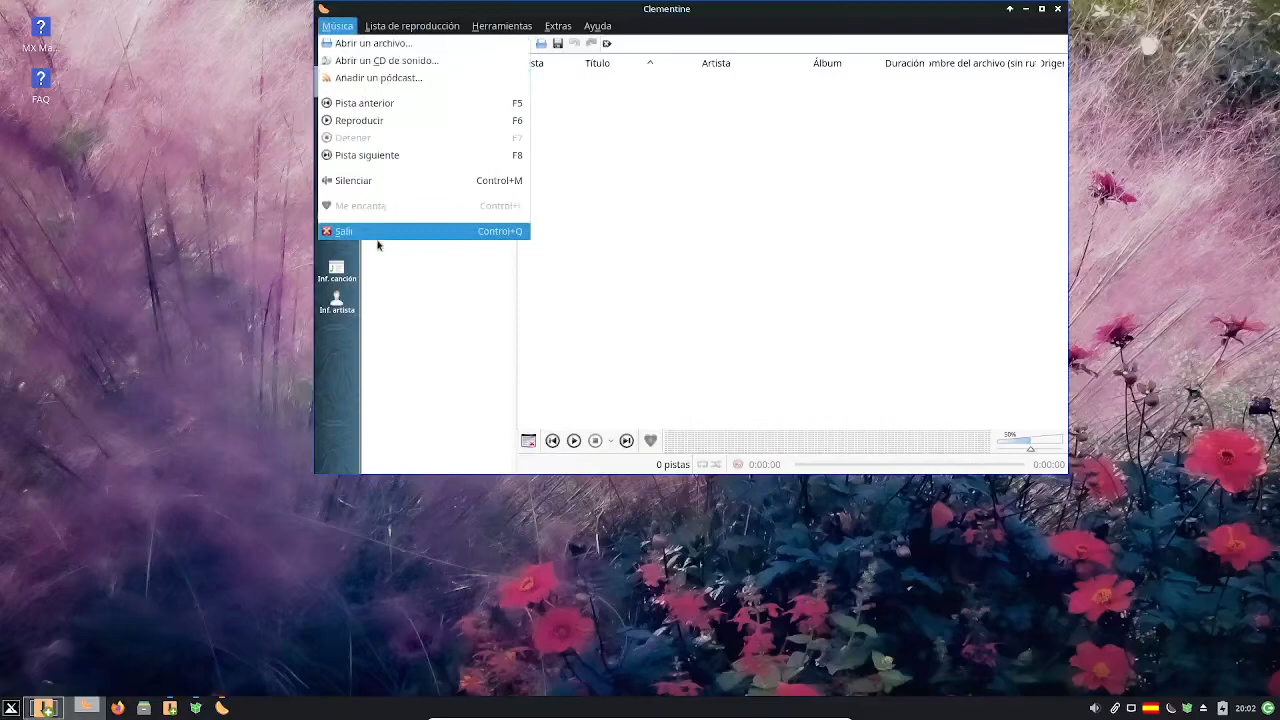 Clementine
Música Lista de reproducción Herramientas Extras Ayuda
Abrir un archivo...
Abrir un CD de sonido...
Añadir un pódcast...
Pista anterior F5
Reproducir F6
Detener F7
Pista siguiente F8
Silenciar Control+M
Me encanta
Salir Control+Q
Título Artista Álbum Duración
Inf. canción
Inf. artista
50%
0 pistas 0:00:00 0:00:00
MX Ma...
FAQ
20:02